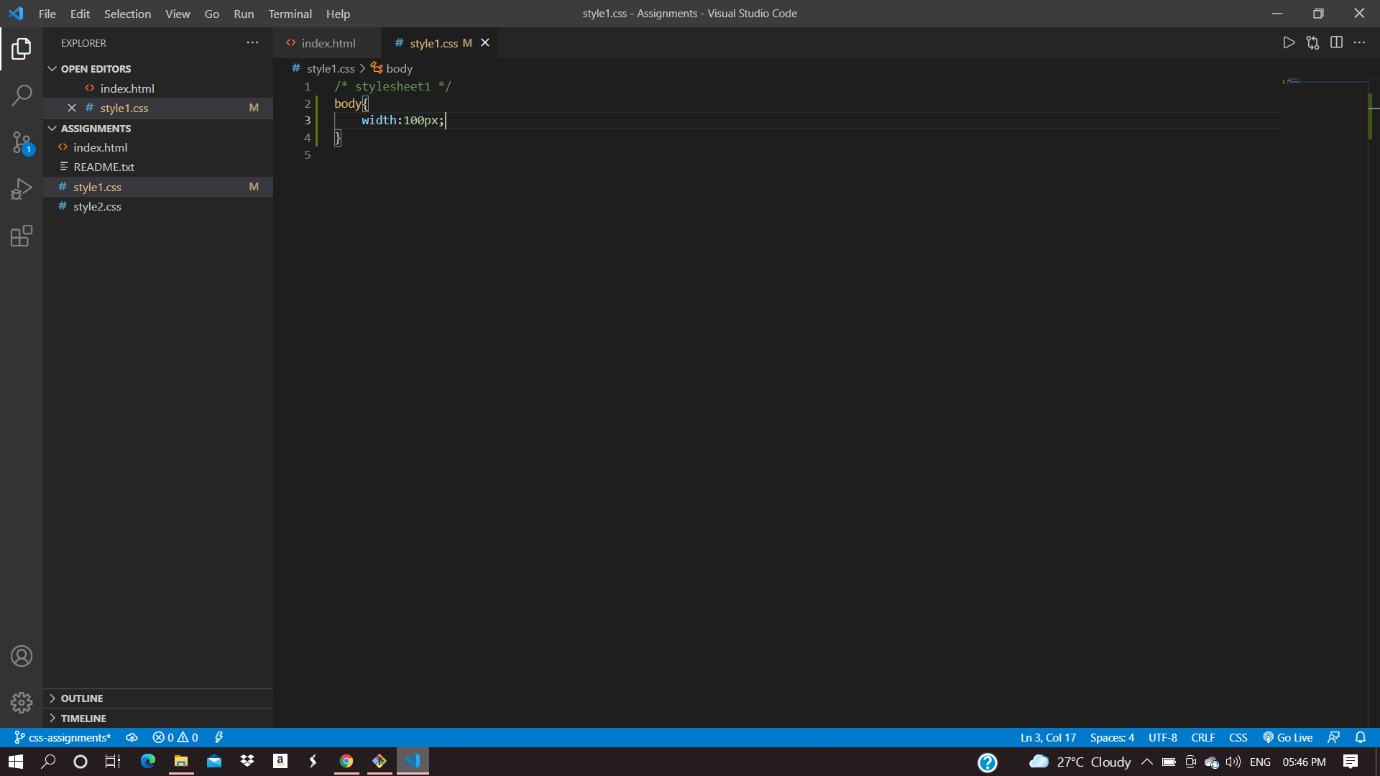 File Edit Selection View Go Run Terminal Help
style1.css - Assignments - Visual Studio Code
EXPLORER
OPEN EDITORS
index.html
style1.css M
ASSIGNMENTS
index.html
README.txt
style1.css M
style2.css
OUTLINE
TIMELINE
index.html
style1.css M
style1.css > body
1 /* stylesheet1 */
2 body{
3 width:100px;
4 }
5
1
css-assignments* 0 0
Ln 3, Col 17 Spaces: 4 UTF-8 CRLF CSS Go Live
27°C Cloudy ENG 05:46 PM